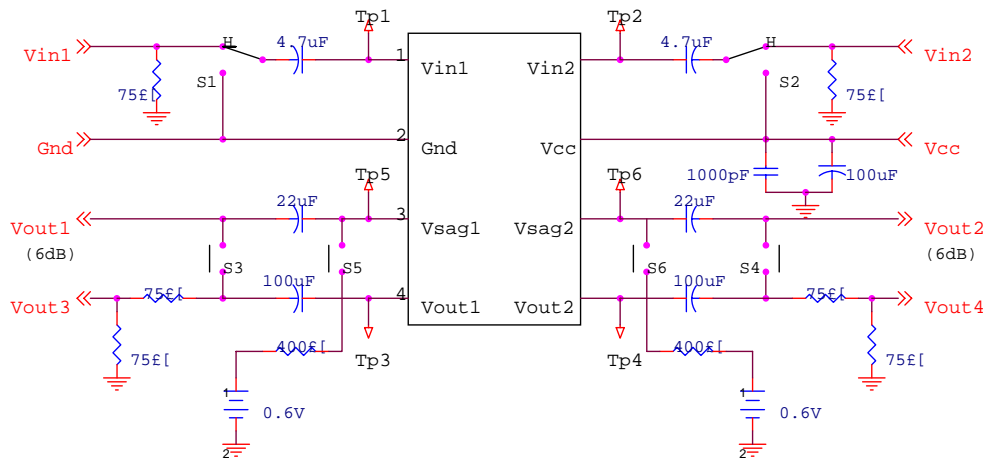 Tp1 Tp2
Vin1 H 4.7uF 1 Vin1 Vin2 4.7uF H Vin2
75£[ S1 S2 75£[
Gnd 2 Gnd Vcc Vcc
Tp5 Tp6 1000pF 100uF
Vout1 22uF 3 Vsag1 Vsag2 22uF Vout2
(6dB) S3 S5 S6 S4 (6dB)
Vout3 75£[ 100uF 4 Vout1 Vout2 100uF 75£[ Vout4
75£[ 400£[ Tp3 Tp4 400£[ 75£[
1 0.6V 1 0.6V
2 2